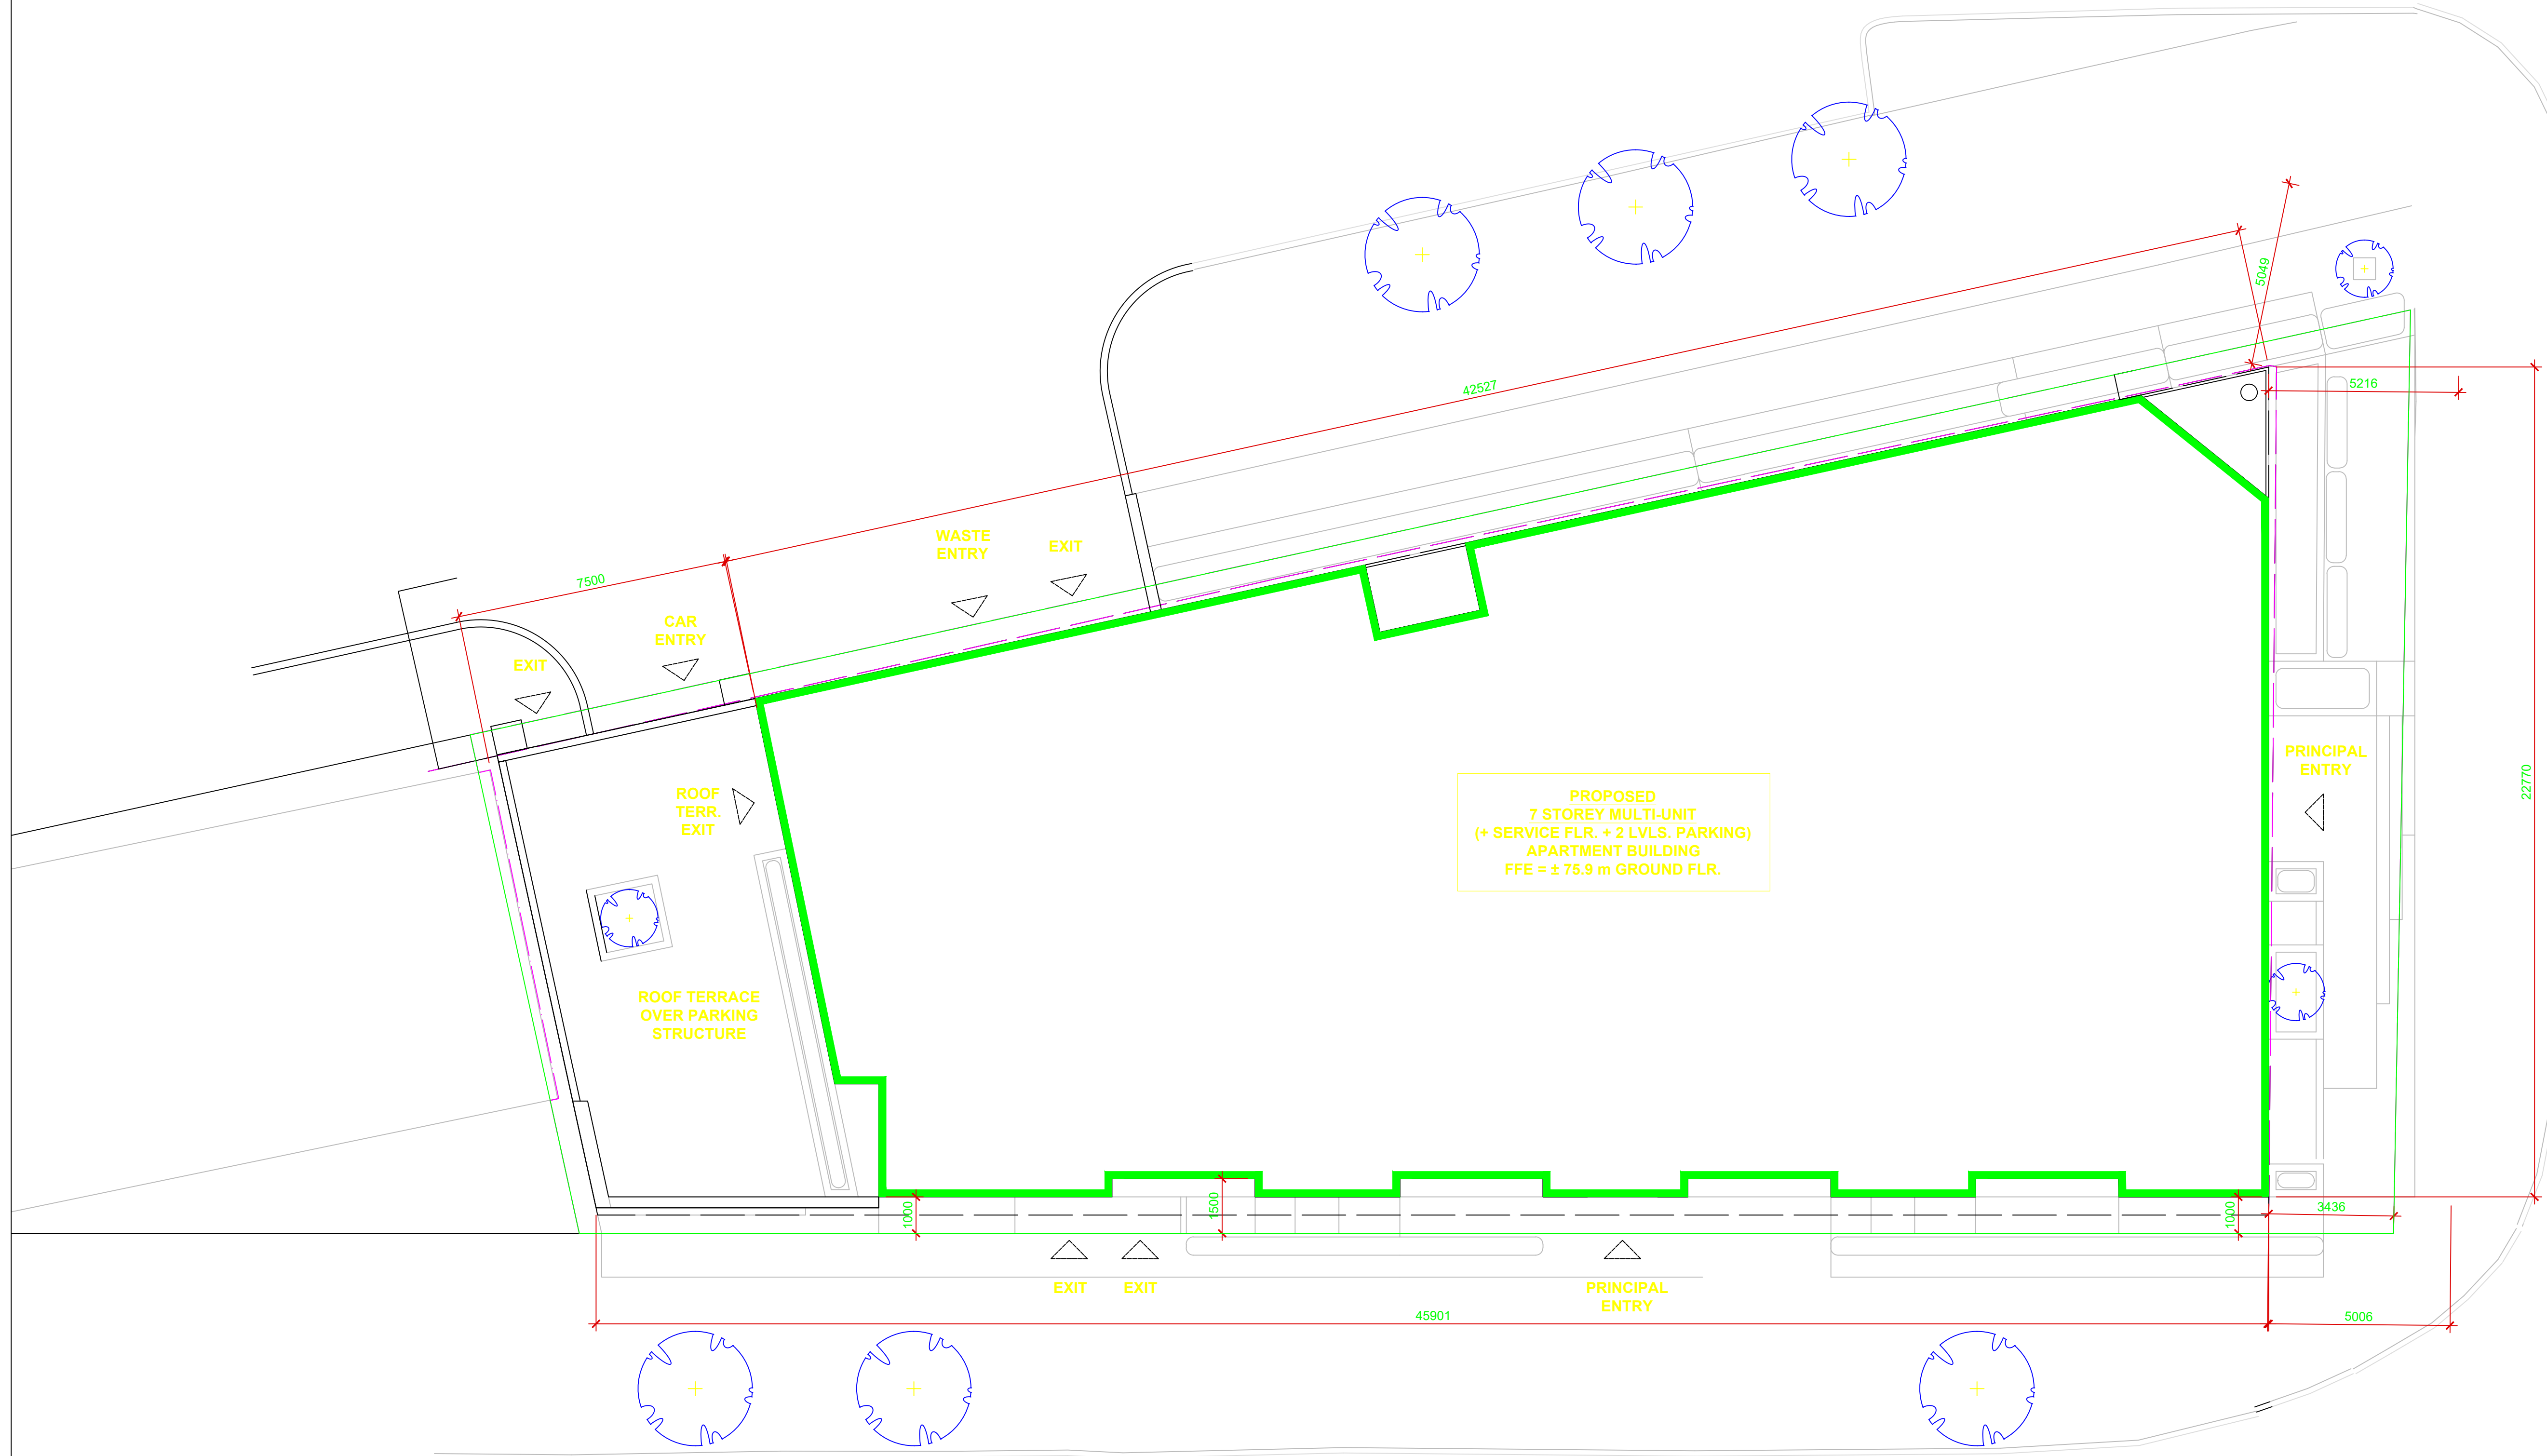 5049
5216
42527
WASTE
ENTRY
EXIT
7500
CAR
ENTRY
EXIT
PRINCIPAL
ENTRY
22770
ROOF
TERR.
EXIT
PROPOSED
7 STOREY MULTI-UNIT
(+ SERVICE FLR. + 2 LVLS. PARKING)
APARTMENT BUILDING
FFE = ± 75.9 m GROUND FLR.
ROOF TERRACE
OVER PARKING
STRUCTURE
1000
1500
1000
3436
EXIT
EXIT
PRINCIPAL
ENTRY
45901
5006